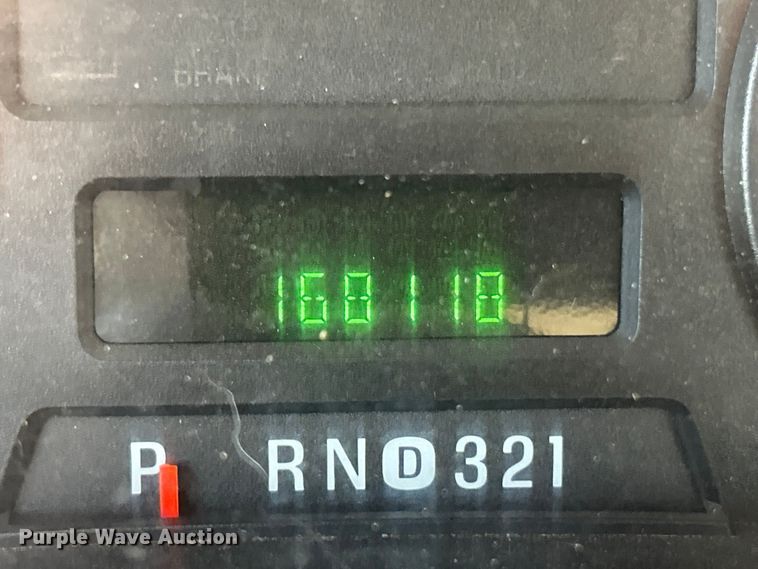 BRAKE
168118
P RND321
Purple Wave Auction